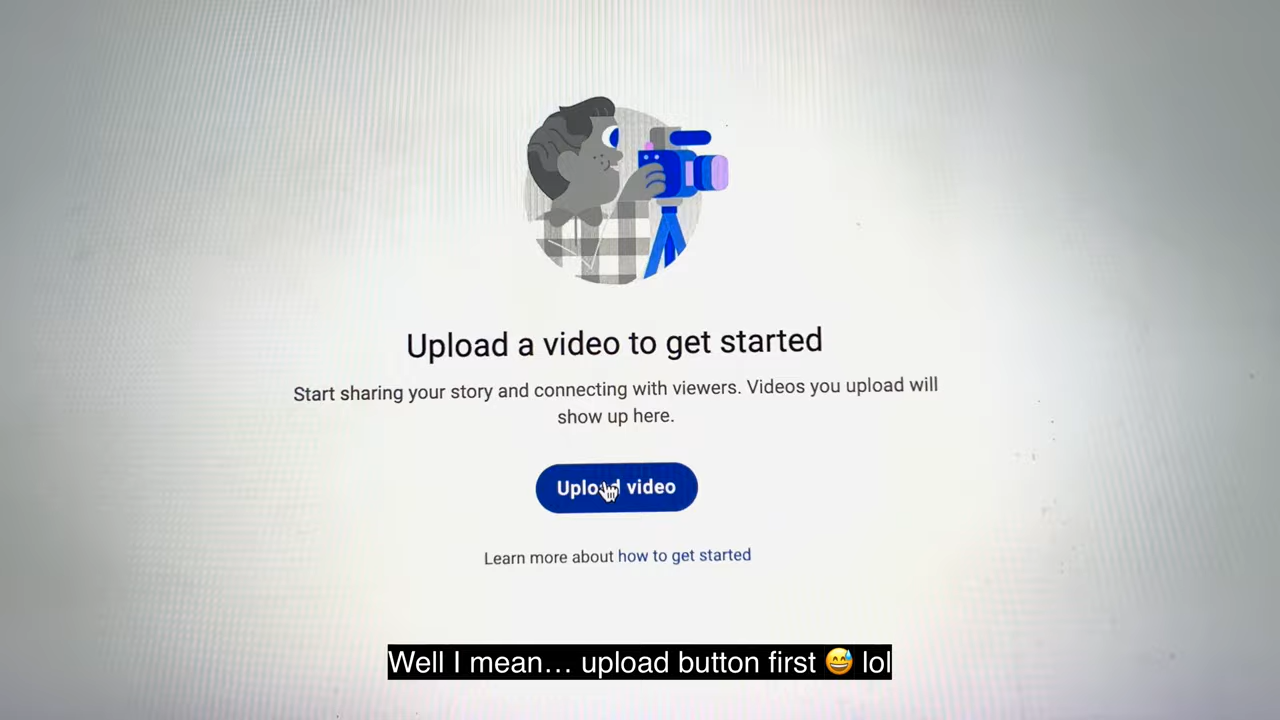 Upload a video to get started
Start sharing your story and connecting with viewers. Videos you upload will
show up here.
Upload video
Learn more about how to get started
Well I mean… upload button first 😅 lol